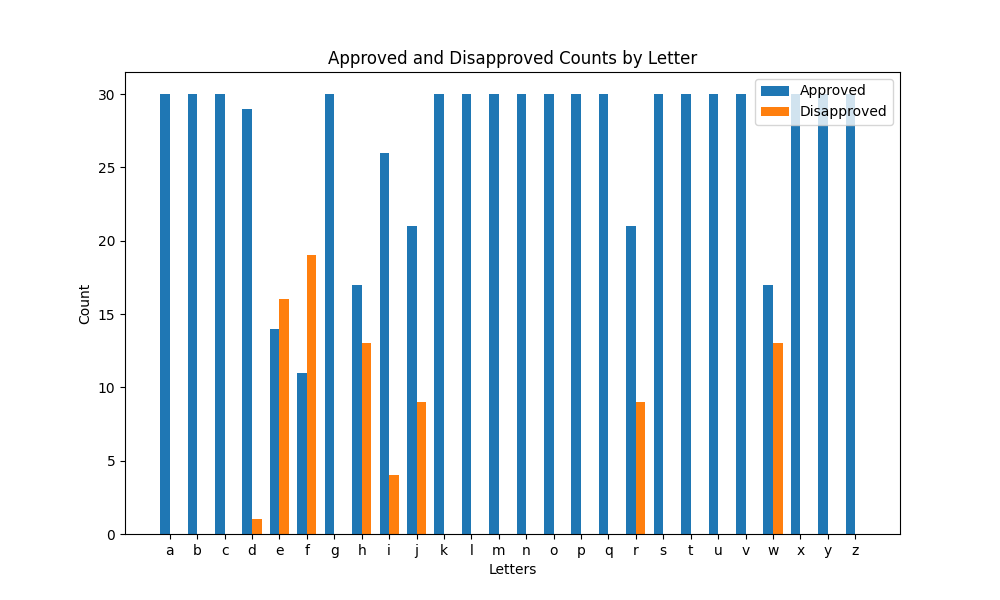 Approved and Disapproved Counts by Letter
Approved
Disapproved
30
25
20
15
10
5
0
Count
a b c d e f g h i j k l m n o p q r s t u v w x y z
Letters